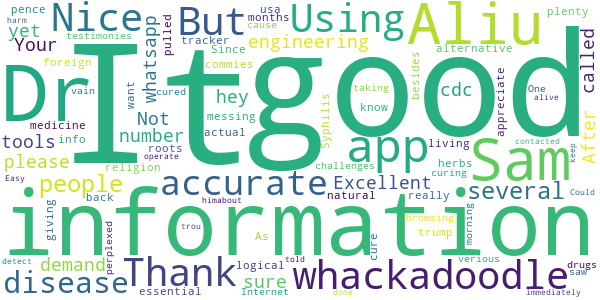 Nice But Using Aliu
pence usa plenty
harm testimonies months cause
Your yet whatsapp pulled tracker engineering alternative called
foreign Since commies
vain cured want hey besides
Dr It good
Not number messing cdc appreciate One alive
medicine info actual Syphilis taking know After
tools roots app living contacted
please religion operate challenges herbs Sam keep
people accurate Excellent really curing several
back himabout natural browsing Could
giving perplexed As cure trump morning
information
demand trou told verious drugs
Easy Thank logical whackadoodle saw
detect disease essential sure Internet done immediately